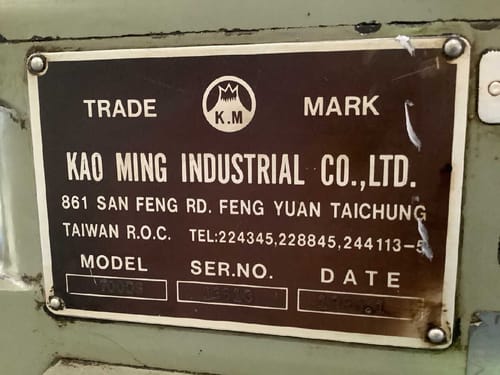 TRADE K.M MARK
KAO MING INDUSTRIAL CO.,LTD.
861 SAN FENG RD. FENG YUAN TAICHUNG
TAIWAN R.O.C. TEL:224345,228845,244113-5
MODEL SER.NO. DATE